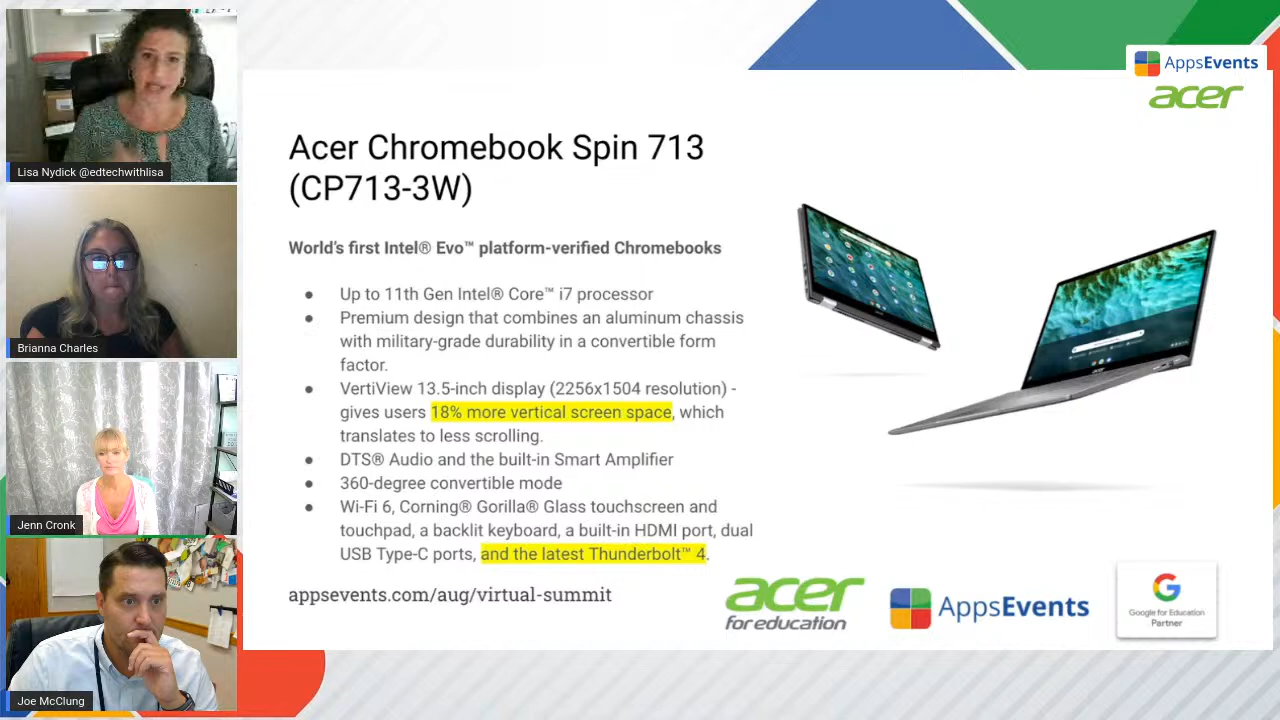 Lisa Nydick @edtechwithlisa
Brianna Charles
Jenn Cronk
Joe McClung
AppsEvents
acer
Acer Chromebook Spin 713
(CP713-3W)
World's first Intel® Evo™ platform-verified Chromebooks
● Up to 11th Gen Intel® Core™ i7 processor
● Premium design that combines an aluminum chassis
with military-grade durability in a convertible form
factor.
● VertiView 13.5-inch display (2256x1504 resolution) -
gives users 18% more vertical screen space, which
translates to less scrolling.
● DTS® Audio and the built-in Smart Amplifier
● 360-degree convertible mode
● Wi-Fi 6, Corning® Gorilla® Glass touchscreen and
touchpad, a backlit keyboard, a built-in HDMI port, dual
USB Type-C ports, and the latest Thunderbolt™ 4.
appsevents.com/aug/virtual-summit
acer
for education
AppsEvents
Google for Education
Partner